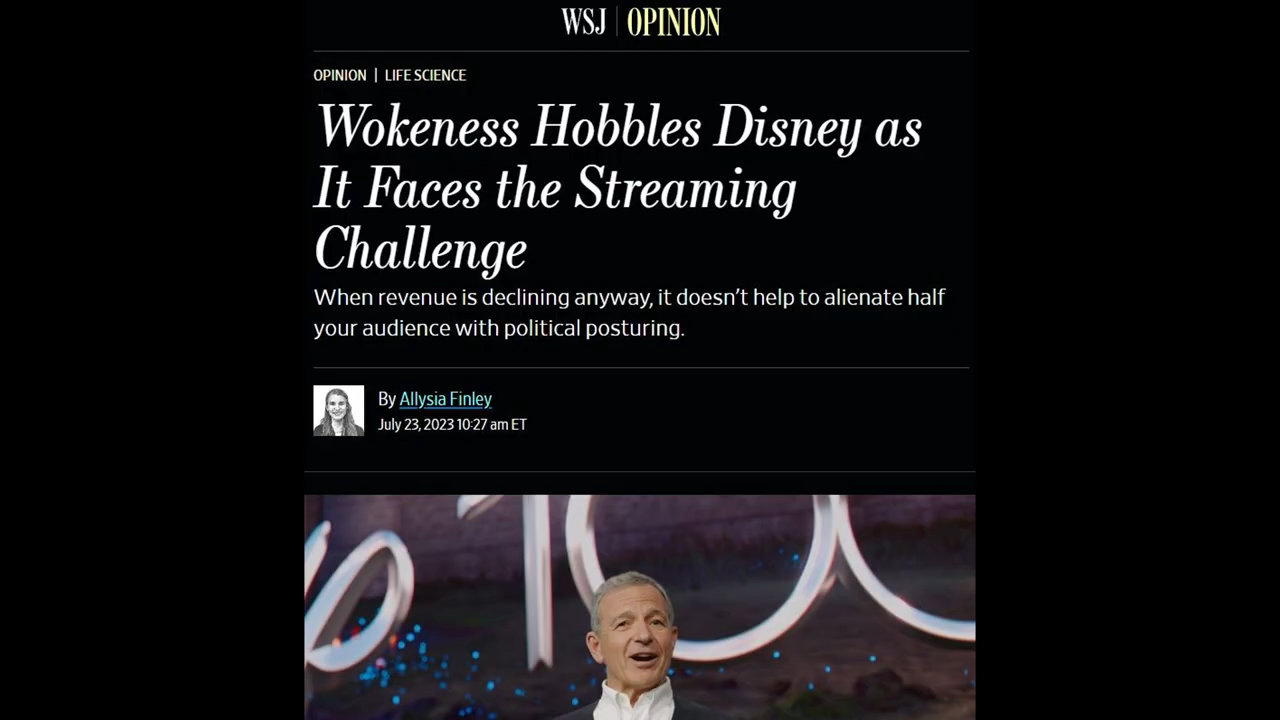 WSJ | OPINION
OPINION | LIFE SCIENCE
Wokeness Hobbles Disney as
It Faces the Streaming
Challenge
When revenue is declining anyway, it doesn’t help to alienate half
your audience with political posturing.
By Allysia Finley
July 23, 2023 10:27 am ET
100